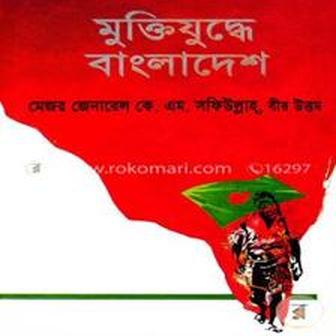 মুক্তিযুদ্ধে
বাংলাদেশ
মেজর জেনারেল কে. এম. সফিউল্লাহ্, বীর উত্তম
www.rokomari.com 16297